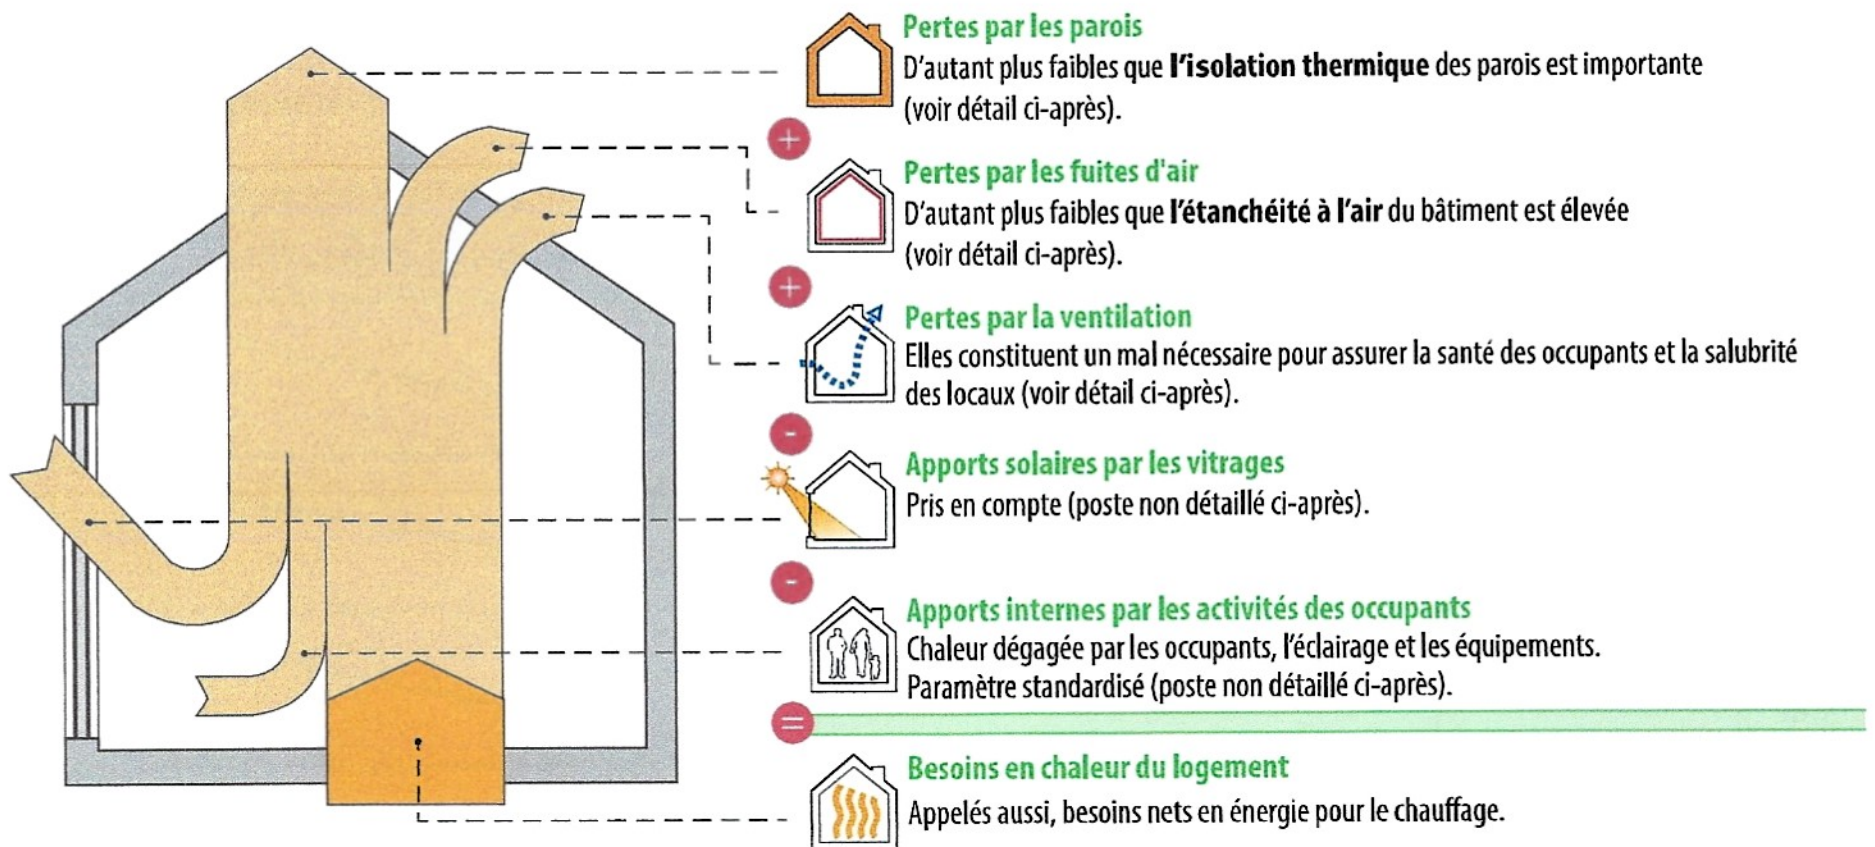 Pertes par les parois
D'autant plus faibles que l'isolation thermique des parois est importante
(voir détail ci-après).
+
Pertes par les fuites d'air
D'autant plus faibles que l'étanchéité à l'air du bâtiment est élevée
(voir détail ci-après).
+
Pertes par la ventilation
Elles constituent un mal nécessaire pour assurer la santé des occupants et la salubrité
des locaux (voir détail ci-après).
-
Apports solaires par les vitrages
Pris en compte (poste non détaillé ci-après).
-
Apports internes par les activités des occupants
Chaleur dégagée par les occupants, l'éclairage et les équipements.
Paramètre standardisé (poste non détaillé ci-après).
=
Besoins en chaleur du logement
Appelés aussi, besoins nets en énergie pour le chauffage.